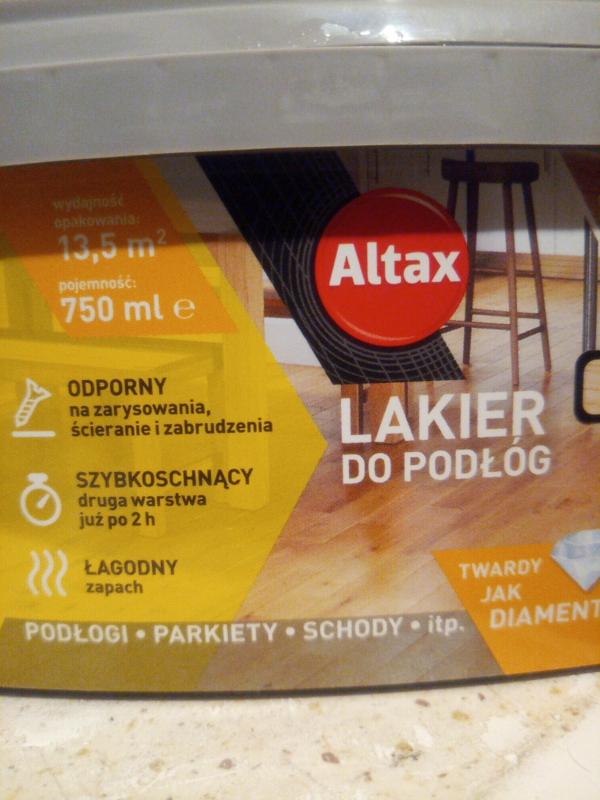 wydajność
opakowania:
13,5 m²
pojemność:
750 ml ℮
Altax
ODPORNY
na zarysowania,
ścieranie i zabrudzenia
SZYBKOSCHNĄCY
druga warstwa
już po 2 h
ŁAGODNY
zapach
LAKIER
DO PODŁÓG
TWARDY
JAK
DIAMENT
PODŁOGI • PARKIETY • SCHODY • itp.